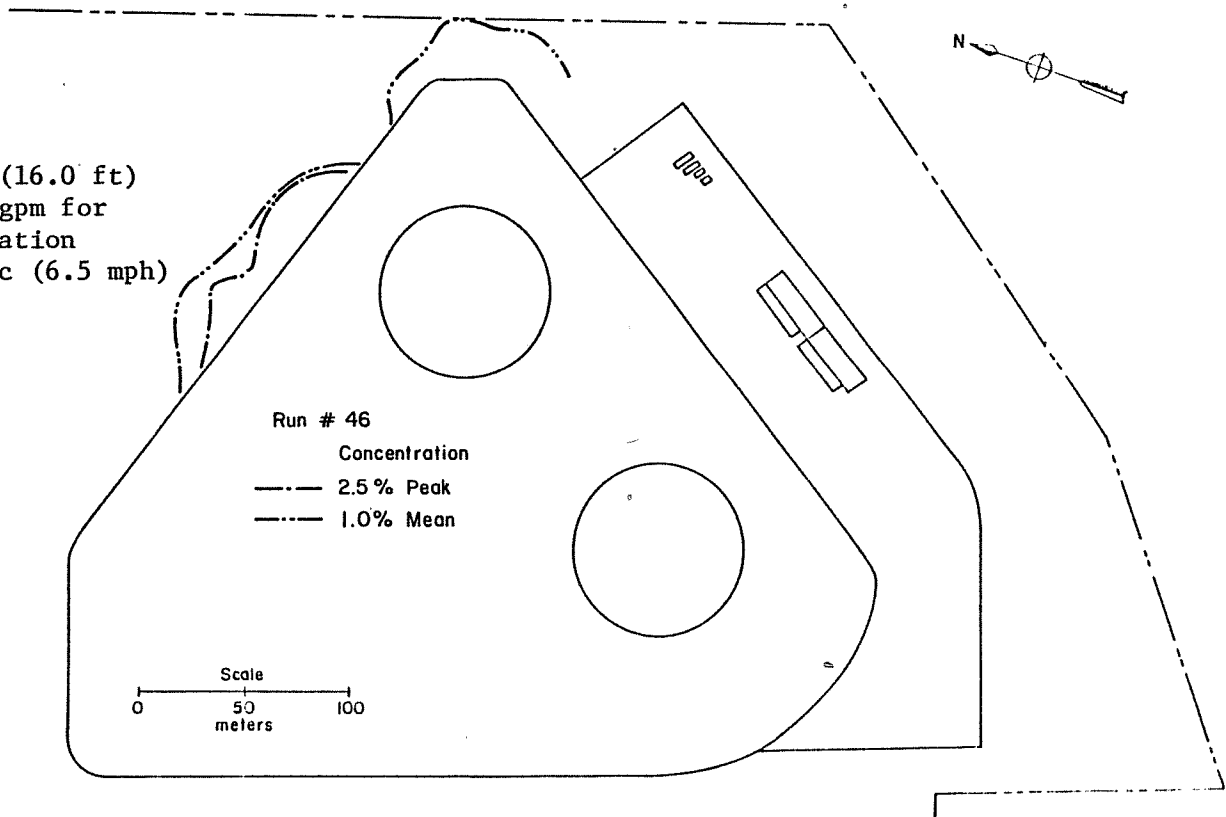 N
(16.0 ft)
gpm for
ation
c (6.5 mph)
Run # 46
Concentration
2.5% Peak
1.0% Mean
Scale
0 50 100
meters